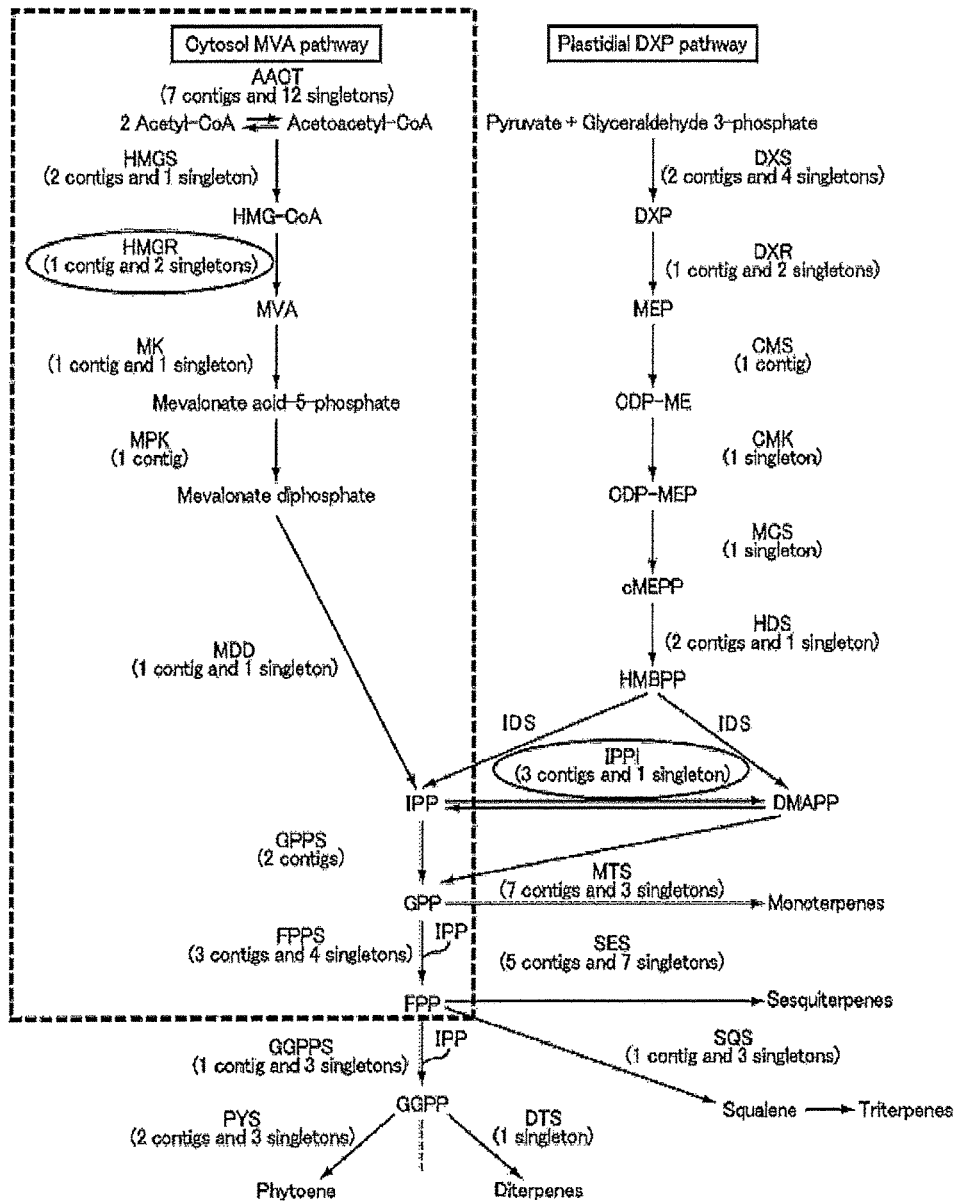 Cytosol MVA pathway
AACT
(7 contigs and 12 singletons)
2 Acetyl-CoA Acetoacetyl-CoA
HMGS
(2 contigs and 1 singleton)
HMG-CoA
HMGR
(1 contig and 2 singletons)
MVA
MK
(1 contig and 1 singleton)
Mevalonate acid-5-phosphate
MPK
(1 contig)
Mevalonate diphosphate
MDD
(1 contig and 1 singleton)
Plastidial DXP pathway
Pyruvate + Glyceraldehyde 3-phosphate
DXS
(2 contigs and 4 singletons)
DXP
DXR
(1 contig and 2 singletons)
MEP
CMS
(1 contig)
CDP-ME
CMK
(1 singleton)
CDP-MEP
MCS
(1 singleton)
cMEPP
HDS
(2 contigs and 1 singleton)
HMBPP
IDS IDS
IPPI
(3 contigs and 1 singleton)
IPP DMAPP
GPPS
(2 contigs)
MTS
(7 contigs and 3 singletons)
GPP Monoterpenes
FPPS
(3 contigs and 4 singletons)
IPP
SES
(5 contigs and 7 singletons)
FPP Sesquiterpenes
GGPPS
(1 contig and 3 singletons)
IPP
SQS
(1 contig and 3 singletons)
GGPP
Squalene Triterpenes
PYS
(2 contigs and 3 singletons)
DTS
(1 singleton)
Phytoene Diterpenes